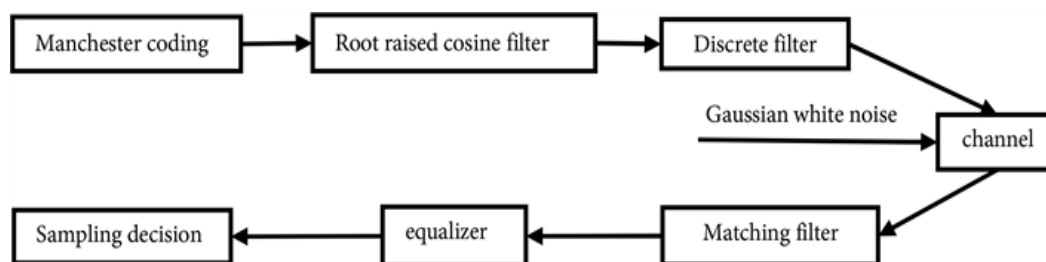 Manchester coding
Root raised cosine filter
Discrete filter
Gaussian white noise
channel
Matching filter
equalizer
Sampling decision